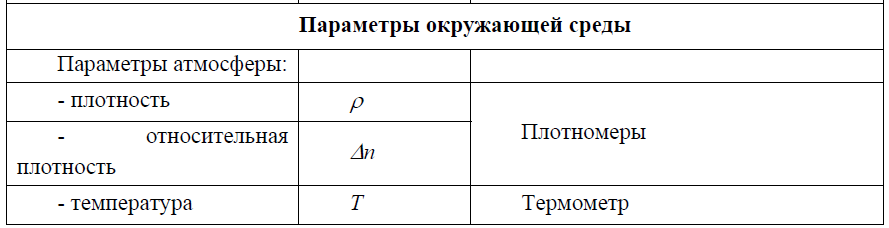 Параметры окружающей среды
Параметры атмосферы:
- плотность ρ
Плотномеры
- относительная
плотность Δn
- температура T Термометр